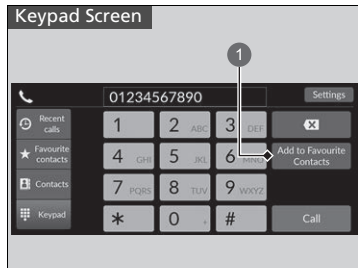 Keypad Screen
1
01234567890
Settings
Recent
calls
1
2 ABC
3 DEF
Favourite
contacts
4 GHI
5 JKL
6 MNO
Add to Favourite
Contacts
Contacts
7 PQRS
8 TUV
9 WXYZ
Keypad
*
0 +
#
Call